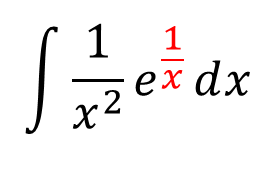 ∫ 1/x² e^(1/x) dx